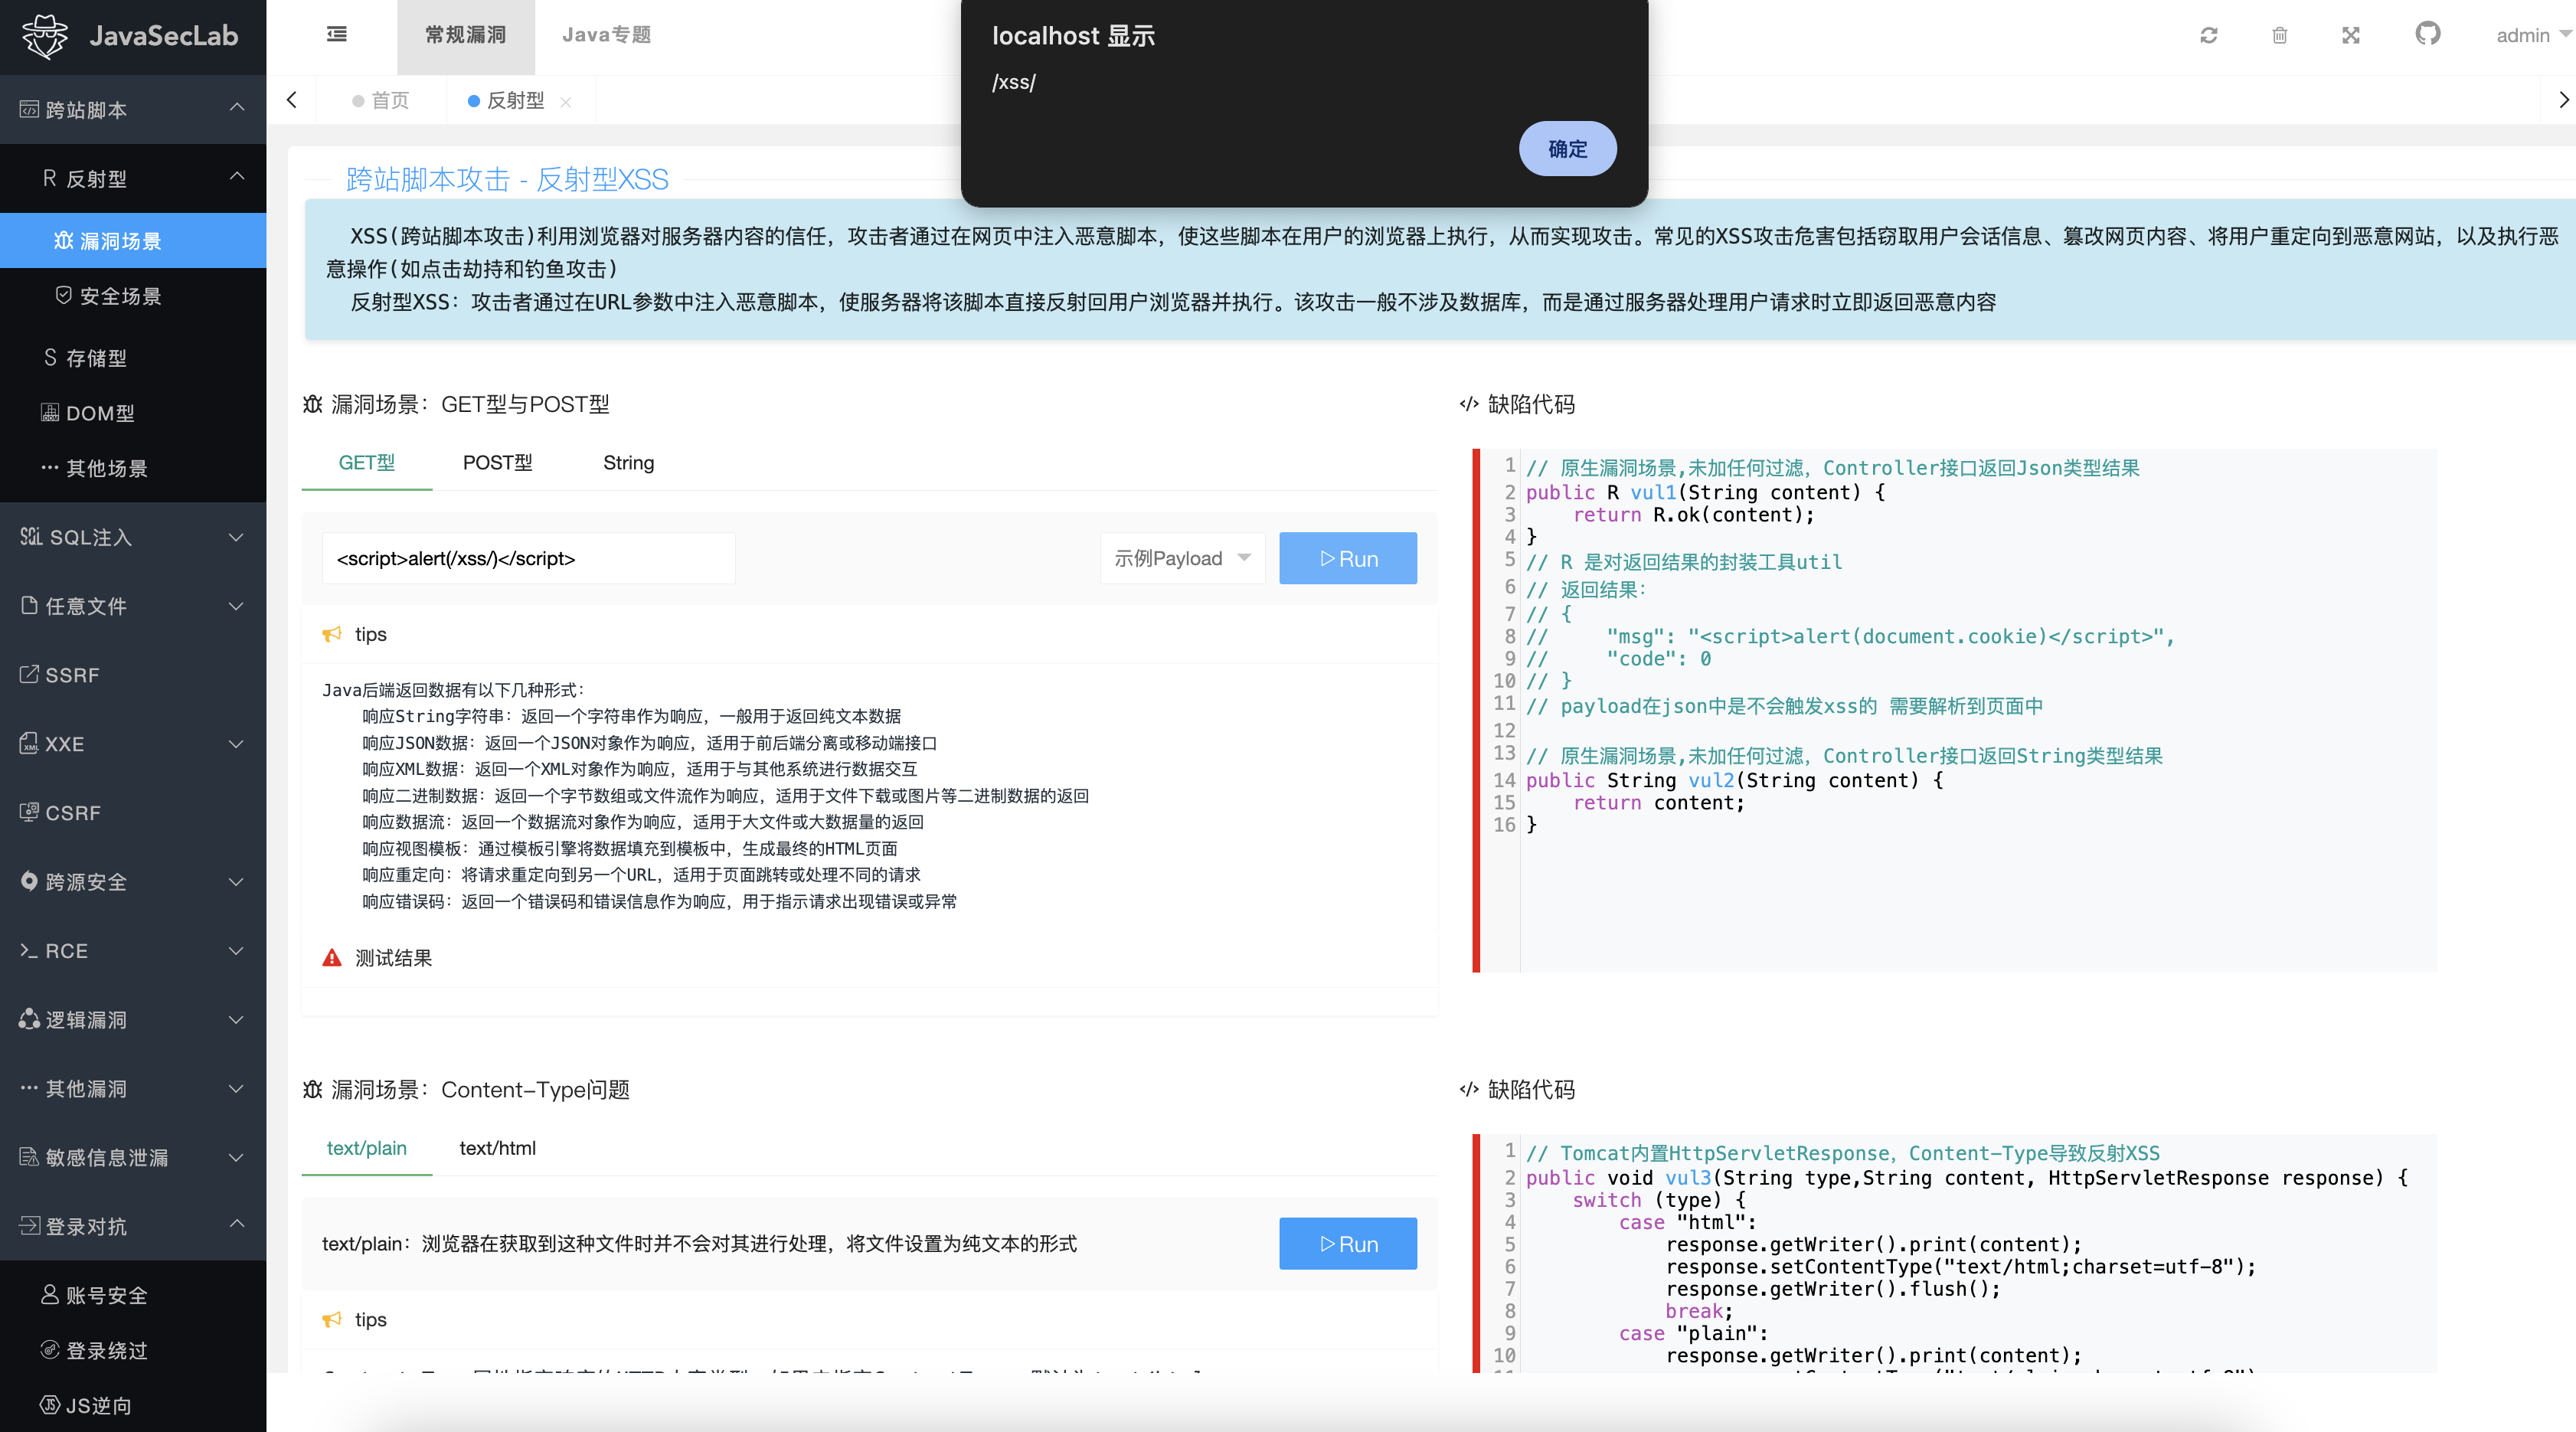 JavaSecLab
常规漏洞
Java专题
localhost 显示
/xss/
确定
admin
首页
反射型
跨站脚本
R 反射型
漏洞场景
安全场景
S 存储型
DOM型
其他场景
SQL注入
任意文件
SSRF
XXE
CSRF
跨源安全
RCE
逻辑漏洞
其他漏洞
敏感信息泄漏
登录对抗
账号安全
登录绕过
JS逆向
跨站脚本攻击 - 反射型XSS
XSS(跨站脚本攻击)利用浏览器对服务器内容的信任，攻击者通过在网页中注入恶意脚本，使这些脚本在用户的浏览器上执行，从而实现攻击。常见的XSS攻击危害包括窃取用户会话信息、篡改网页内容、将用户重定向到恶意网站，以及执行恶
意操作(如点击劫持和钓鱼攻击)
反射型XSS：攻击者通过在URL参数中注入恶意脚本，使服务器将该脚本直接反射回用户浏览器并执行。该攻击一般不涉及数据库，而是通过服务器处理用户请求时立即返回恶意内容
漏洞场景：GET型与POST型
GET型
POST型
String
<script>alert(/xss/)</script>
示例Payload
Run
tips
Java后端返回数据有以下几种形式：
响应String字符串：返回一个字符串作为响应，一般用于返回纯文本数据
响应JSON数据：返回一个JSON对象作为响应，适用于前后端分离或移动端接口
响应XML数据：返回一个XML对象作为响应，适用于与其他系统进行数据交互
响应二进制数据：返回一个字节数组或文件流作为响应，适用于文件下载或图片等二进制数据的返回
响应数据流：返回一个数据流对象作为响应，适用于大文件或大数据量的返回
响应视图模板：通过模板引擎将数据填充到模板中，生成最终的HTML页面
响应重定向：将请求重定向到另一个URL，适用于页面跳转或处理不同的请求
响应错误码：返回一个错误码和错误信息作为响应，用于指示请求出现错误或异常
测试结果
</> 缺陷代码
1 // 原生漏洞场景,未加任何过滤，Controller接口返回Json类型结果
2 public R vul1(String content) {
3     return R.ok(content);
4 }
5 // R 是对返回结果的封装工具util
6 // 返回结果：
7 // {
8 //     "msg": "<script>alert(document.cookie)</script>",
9 //     "code": 0
10 // }
11 // payload在json中是不会触发xss的 需要解析到页面中
12
13 // 原生漏洞场景,未加任何过滤，Controller接口返回String类型结果
14 public String vul2(String content) {
15     return content;
16 }
漏洞场景：Content-Type问题
text/plain
text/html
text/plain：浏览器在获取到这种文件时并不会对其进行处理，将文件设置为纯文本的形式
Run
tips
</> 缺陷代码
1 // Tomcat内置HttpServletResponse，Content-Type导致反射XSS
2 public void vul3(String type,String content, HttpServletResponse response) {
3     switch (type) {
4         case "html":
5             response.getWriter().print(content);
6             response.setContentType("text/html;charset=utf-8");
7             response.getWriter().flush();
8             break;
9         case "plain":
10             response.getWriter().print(content);